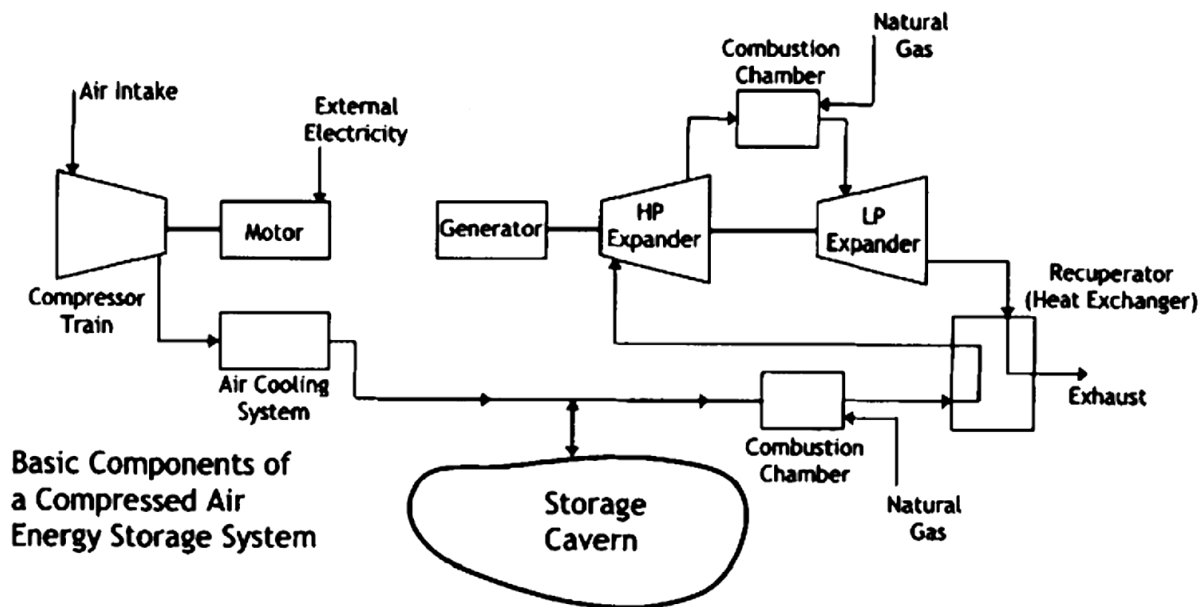 Natural
Gas
Combustion
Chamber
Air Intake
External
Electricity
Motor
Generator
HP
Expander
LP
Expander
Compressor
Train
Recuperator
(Heat Exchanger)
Air Cooling
System
Exhaust
Combustion
Chamber
Natural
Gas
Storage
Cavern
Basic Components of
a Compressed Air
Energy Storage System